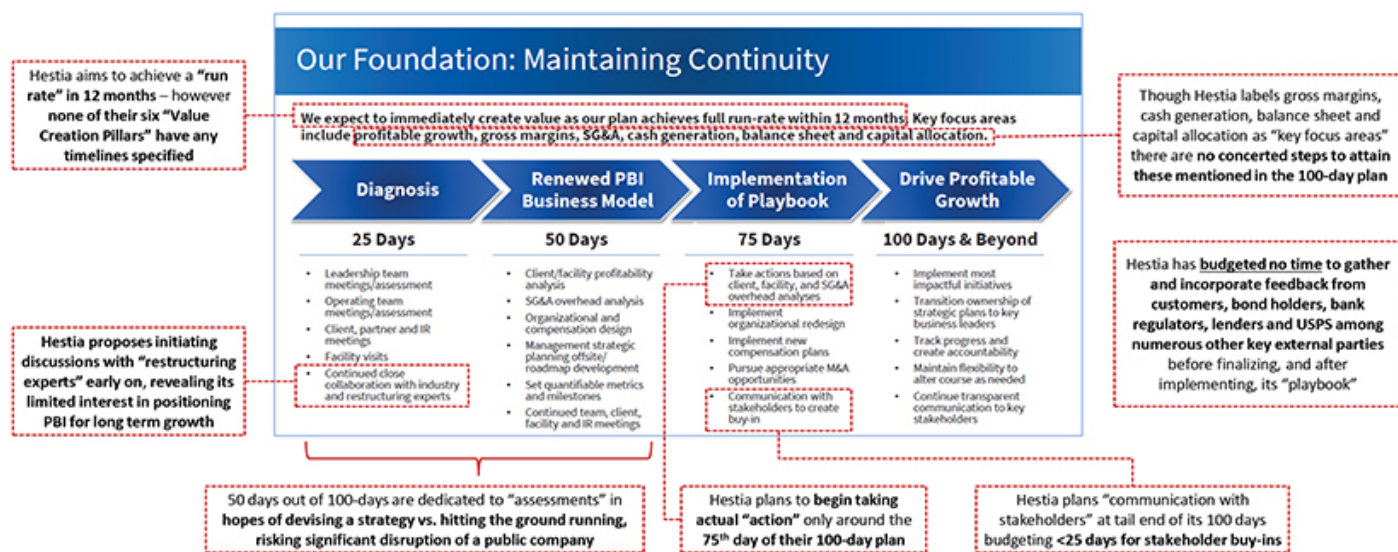 Our Foundation: Maintaining Continuity
Hestia aims to achieve a “run
rate” in 12 months – however
none of their six “Value
Creation Pillars” have any
timelines specified
We expect to immediately create value as our plan achieves full run-rate within 12 months. Key focus areas
include profitable growth, gross margins, SG&A, cash generation, balance sheet and capital allocation.
Though Hestia labels gross margins,
cash generation, balance sheet and
capital allocation as “key focus areas”
there are no concerted steps to attain
these mentioned in the 100-day plan
Diagnosis
25 Days
• Leadership team
meetings/assessment
• Operating team
meetings/assessment
• Client, partner and IR
meetings
• Facility visits
• Continued close
collaboration with industry
and restructuring experts
Renewed PBI
Business Model
50 Days
• Client/facility profitability
analysis
• SG&A overhead analysis
• Organizational and
compensation design
• Management strategic
planning offsite/
roadmap development
• Set quantifiable metrics
and milestones
• Continued team, client,
facility and IR meetings
Implementation
of Playbook
75 Days
• Take actions based on
client, facility, and SG&A
overhead analyses
• Implement
organizational redesign
• Implement new
compensation plans
• Pursue appropriate M&A
opportunities
• Communication with
stakeholders to create
buy-in
Drive Profitable
Growth
100 Days & Beyond
• Implement most
impactful initiatives
• Transition ownership of
strategic plans to key
business leaders
• Track progress and
create accountability
• Maintain flexibility to
alter course as needed
• Continue transparent
communication to key
stakeholders
Hestia proposes initiating
discussions with “restructuring
experts” early on, revealing its
limited interest in positioning
PBI for long term growth
Hestia has budgeted no time to gather
and incorporate feedback from
customers, bond holders, bank
regulators, lenders and USPS among
numerous other key external parties
before finalizing, and after
implementing, its “playbook”
50 days out of 100-days are dedicated to “assessments” in
hopes of devising a strategy vs. hitting the ground running,
risking significant disruption of a public company
Hestia plans to begin taking
actual “action” only around the
75th day of their 100-day plan
Hestia plans “communication with
stakeholders” at tail end of its 100 days
budgeting <25 days for stakeholder buy-ins